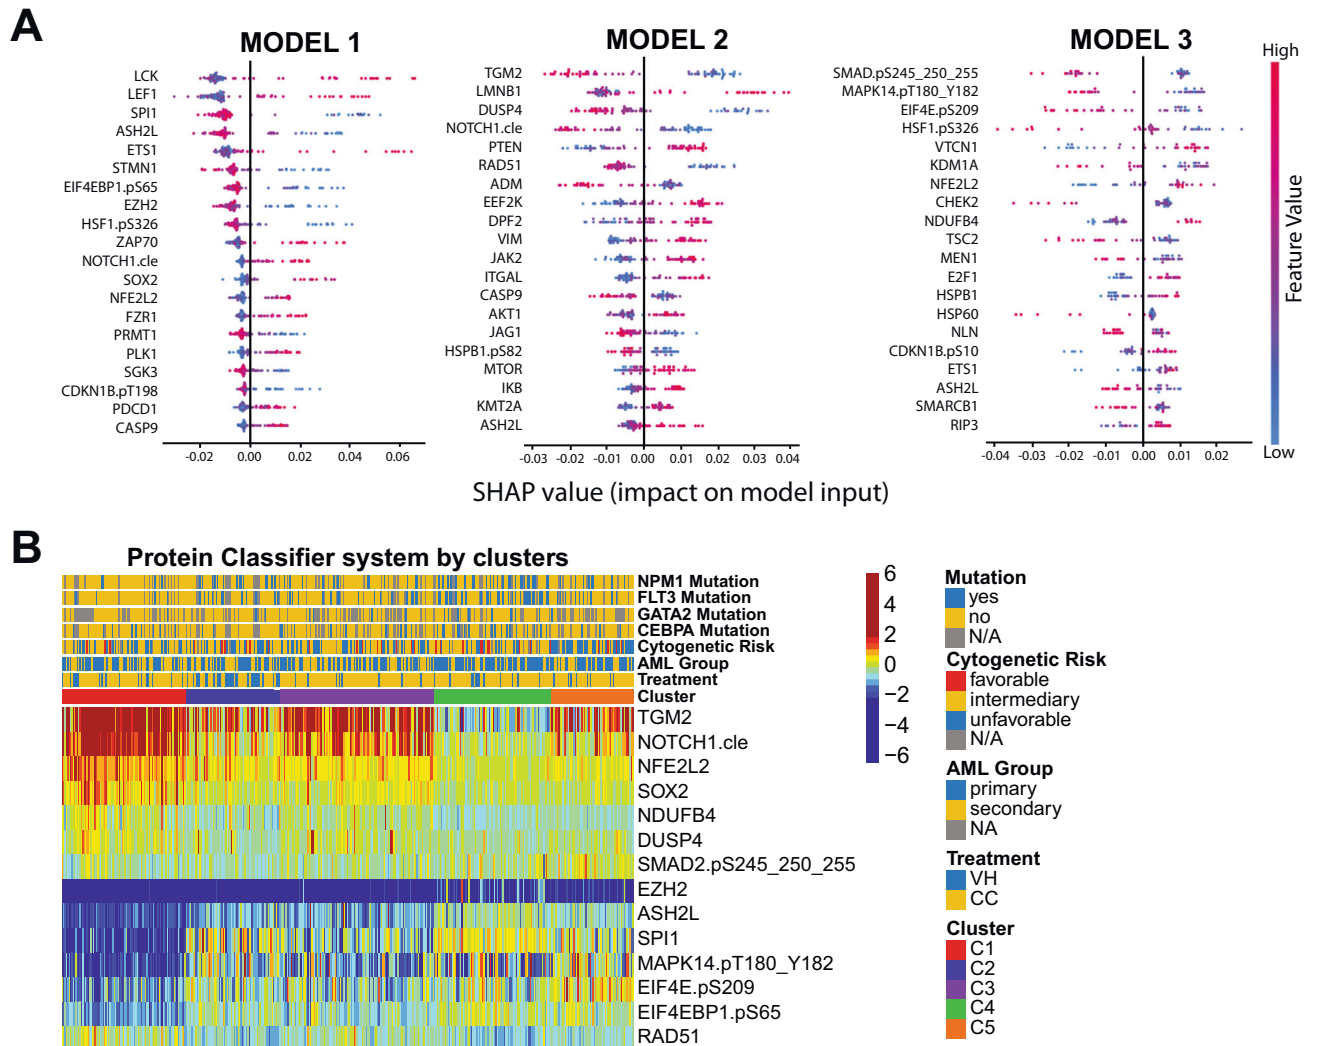 A
MODEL 1
LCK
LEF1
SPI1
ASH2L
ETS1
STMN1
EIF4EBP1.pS65
EZH2
HSF1.pS326
ZAP70
NOTCH1.cle
SOX2
NFE2L2
FZR1
PRMT1
PLK1
SGK3
CDKN1B.pT198
PDCD1
CASP9
-0.02 0.00 0.02 0.04 0.06
MODEL 2
TGM2
LMNB1
DUSP4
NOTCH1.cle
PTEN
RAD51
ADM
EEF2K
DPF2
VIM
JAK2
ITGAL
CASP9
AKT1
JAG1
HSPB1.pS82
MTOR
IKB
KMT2A
ASH2L
-0.03 -0.02 -0.01 0.00 0.01 0.02 0.03 0.04
MODEL 3
SMAD.pS245_250_255
MAPK14.pT180_Y182
EIF4E.pS209
HSF1.pS326
VTCN1
KDM1A
NFE2L2
CHEK2
NDUFB4
TSC2
MEN1
E2F1
HSPB1
HSP60
NLN
CDKN1B.pS10
ETS1
ASH2L
SMARCB1
RIP3
-0.04 -0.03 -0.02 -0.01 0.00 0.01 0.02
High
Feature Value
Low
SHAP value (impact on model input)
B
Protein Classifier system by clusters
NPM1 Mutation
FLT3 Mutation
GATA2 Mutation
CEBPA Mutation
Cytogenetic Risk
AML Group
Treatment
Cluster
TGM2
NOTCH1.cle
NFE2L2
SOX2
NDUFB4
DUSP4
SMAD2.pS245_250_255
EZH2
ASH2L
SPI1
MAPK14.pT180_Y182
EIF4E.pS209
EIF4EBP1.pS65
RAD51
6
4
2
0
−2
−4
−6
Mutation
yes
no
N/A
Cytogenetic Risk
favorable
intermediary
unfavorable
N/A
AML Group
primary
secondary
NA
Treatment
VH
CC
Cluster
C1
C2
C3
C4
C5